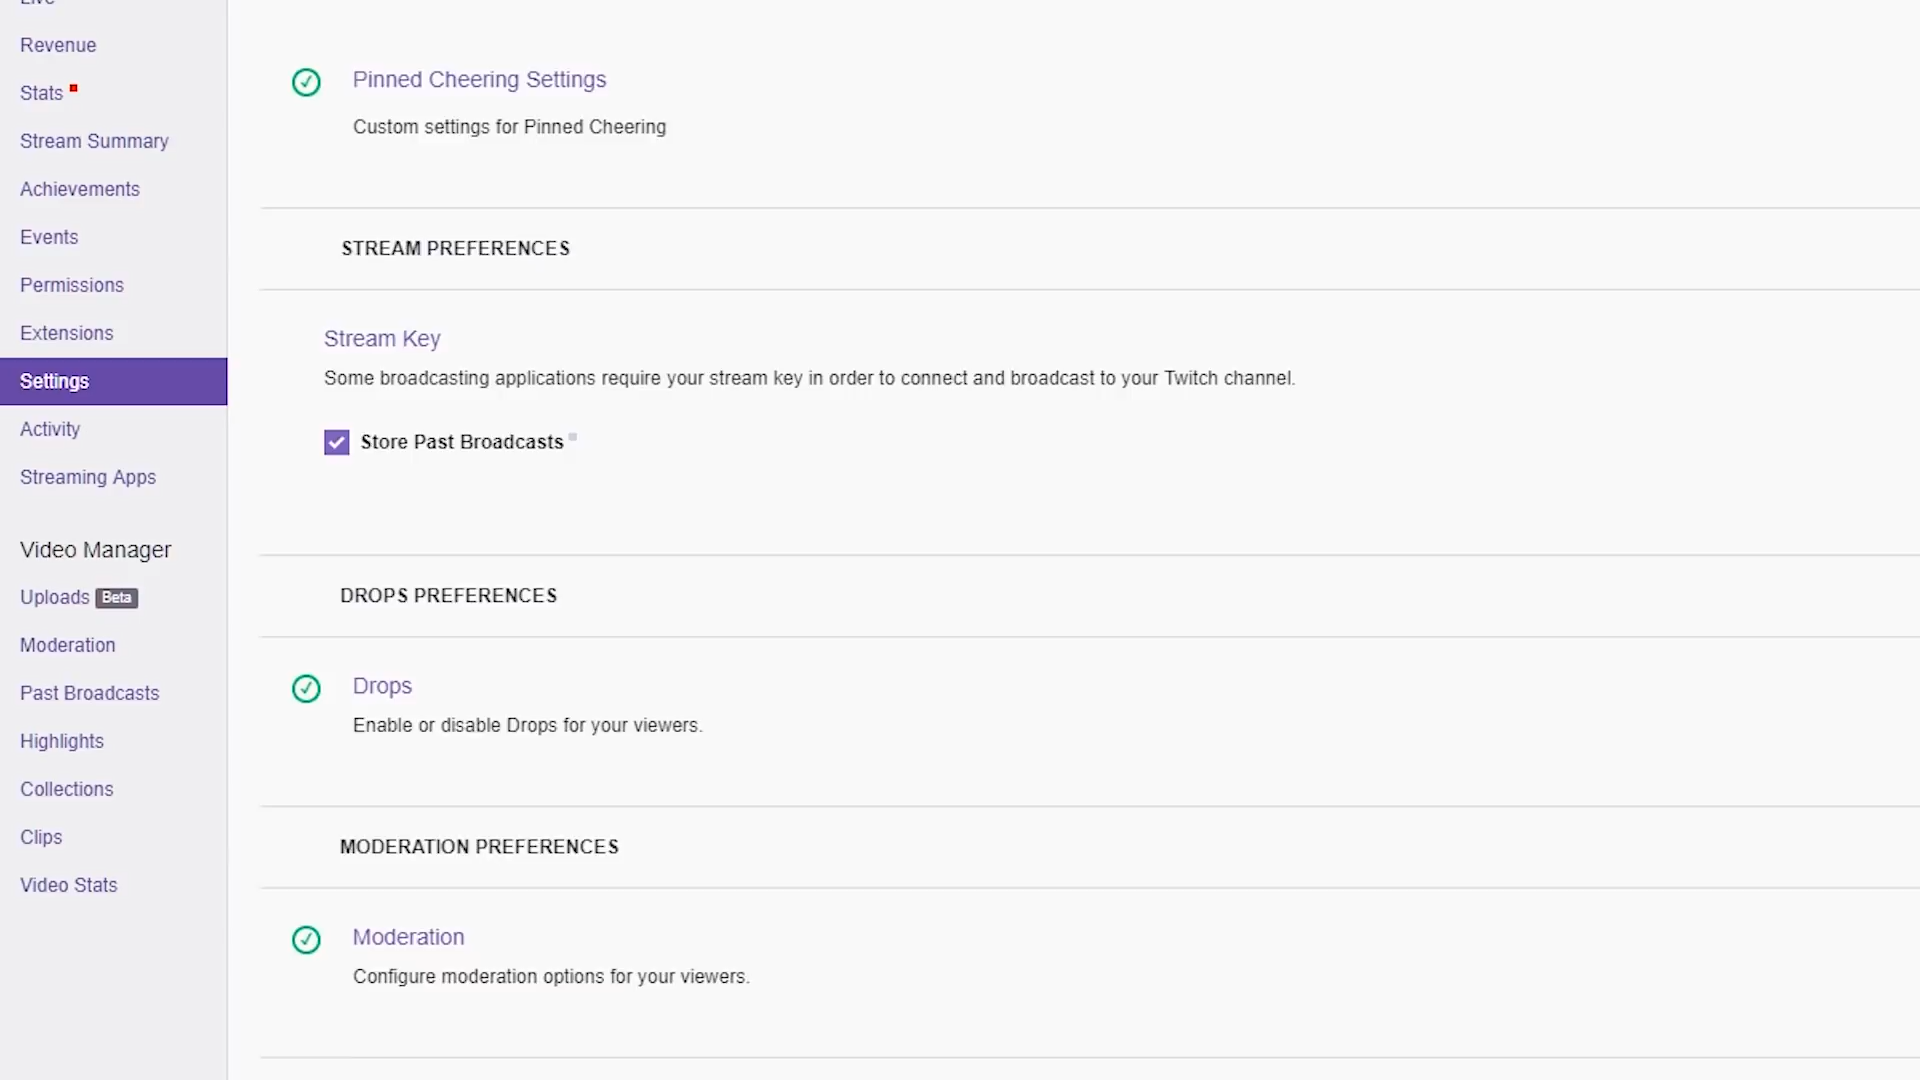 Live
Revenue
Stats
Stream Summary
Achievements
Events
Permissions
Extensions
Settings
Activity
Streaming Apps
Video Manager
Uploads Beta
Moderation
Past Broadcasts
Highlights
Collections
Clips
Video Stats
Pinned Cheering Settings
Custom settings for Pinned Cheering
STREAM PREFERENCES
Stream Key
Some broadcasting applications require your stream key in order to connect and broadcast to your Twitch channel.
Store Past Broadcasts
DROPS PREFERENCES
Drops
Enable or disable Drops for your viewers.
MODERATION PREFERENCES
Moderation
Configure moderation options for your viewers.